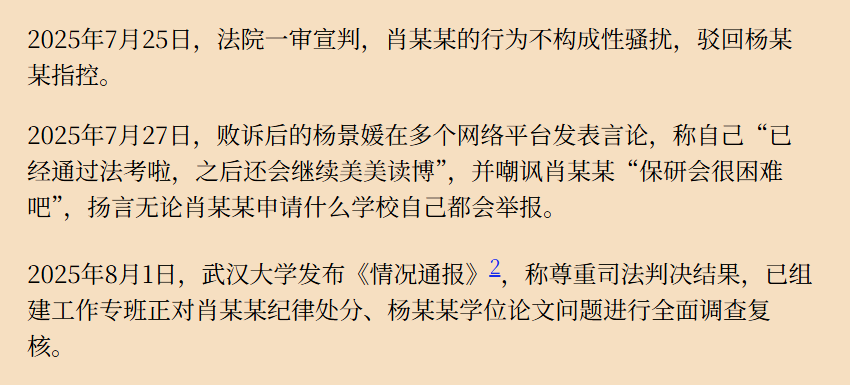 2025年7月25日，法院一审宣判，肖某某的行为不构成性骚扰，驳回杨某
某指控。
2025年7月27日，败诉后的杨景媛在多个网络平台发表言论，称自己“已
经通过法考啦，之后还会继续美美读博”，并嘲讽肖某某“保研会很困难
吧”，扬言无论肖某某申请什么学校自己都会举报。
2025年8月1日，武汉大学发布《情况通报》2，称尊重司法判决结果，已组
建工作专班正对肖某某纪律处分、杨某某学位论文问题进行全面调查复
核。